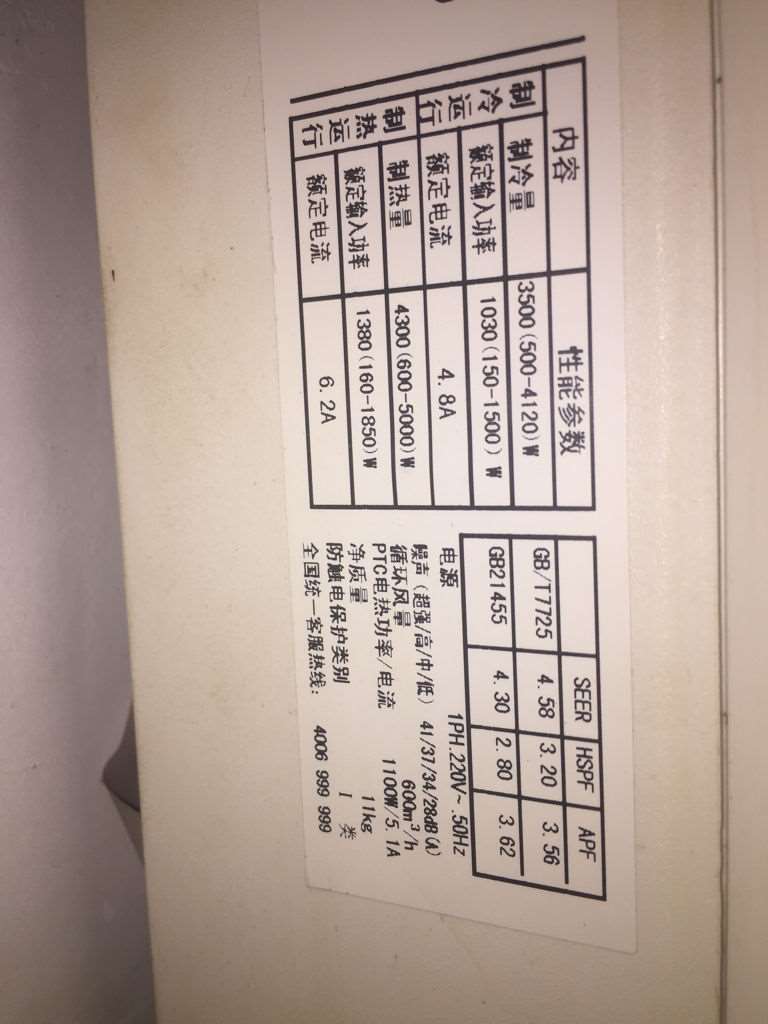 内容 性能参数
制冷运行 制冷量 3500(500-4120)W
额定输入功率 1030(150-1500)W
额定电流 4.8A
制热运行 制热量 4300(600-5000)W
额定输入功率 1380(160-1850)W
额定电流 6.2A
SEER HSPF APF
GB/T7725 4.58 3.20 3.56
GB21455 4.30 2.80 3.62
电源 1PH.220V~.50Hz
噪声(超强/高/中/低) 41/37/34/28dB(A)
循环风量 600m³/h
PTC电热功率/电流 1100W/5.1A
净质量 11kg
防触电保护类别 I 类
全国统一客服热线: 4006 999 999